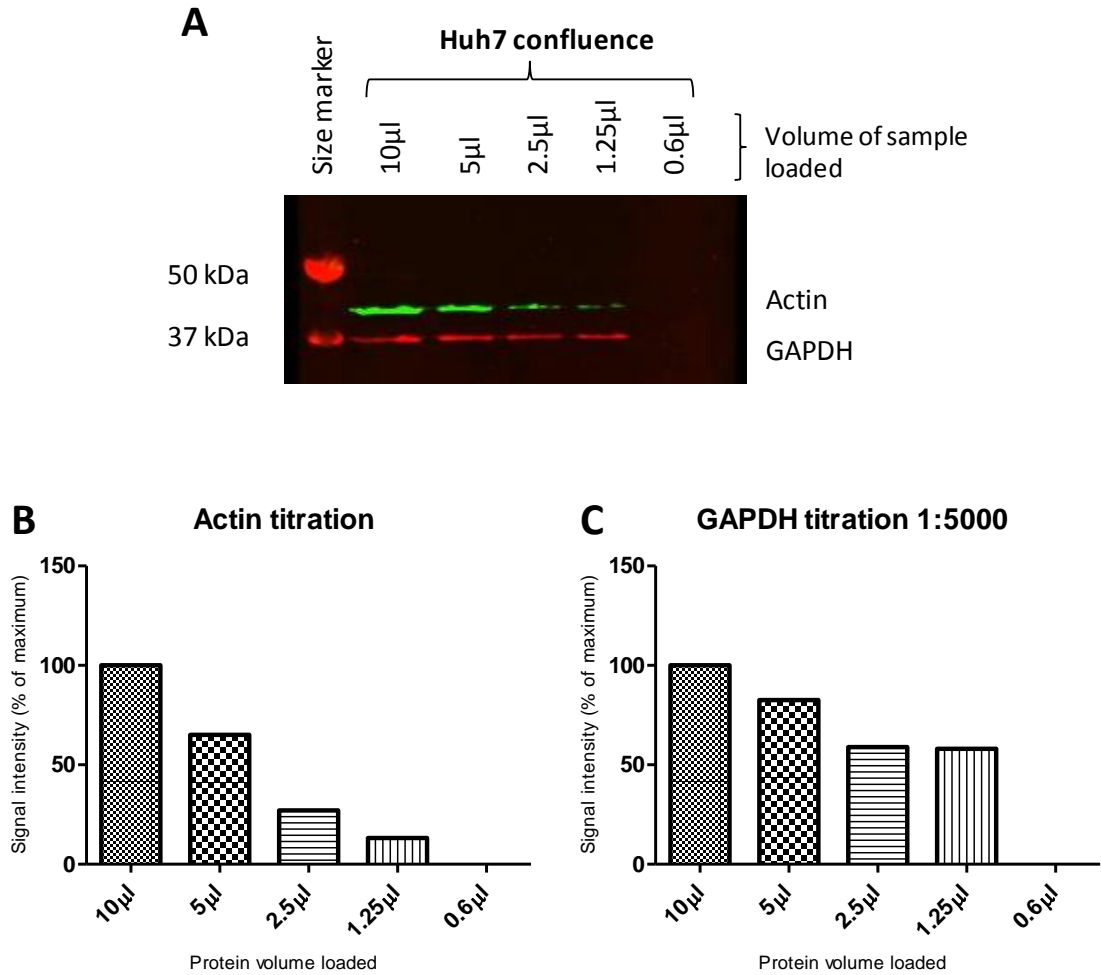 A
Huh7 confluence
Size marker
10µl
5µl
2.5µl
1.25µl
0.6µl
Volume of sample
loaded
50 kDa
37 kDa
Actin
GAPDH
B
Actin titration
Signal intensity (% of maximum)
150
100
50
0
10µl
5µl
2.5µl
1.25µl
0.6µl
Protein volume loaded
C
GAPDH titration 1:5000
Signal intensity (% of maximum)
150
100
50
0
10µl
5µl
2.5µl
1.25µl
0.6µl
Protein volume loaded